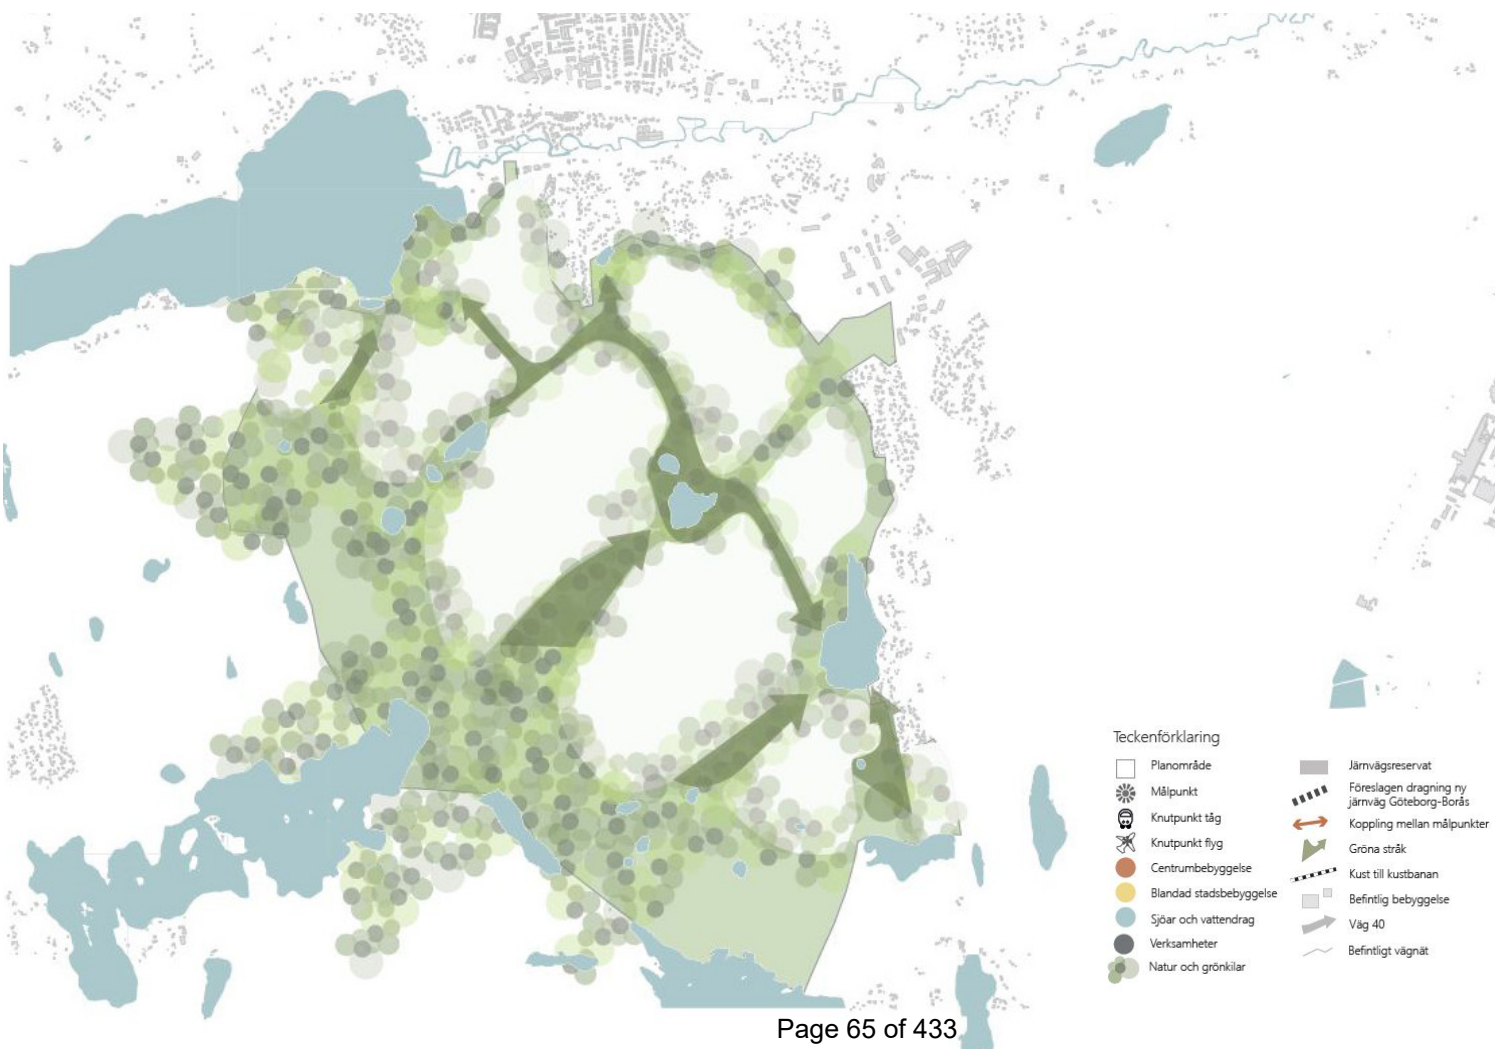 Teckenförklaring
Planområde
Målpunkt
Knutpunkt tåg
Knutpunkt flyg
Centrumbebyggelse
Blandad stadsbebyggelse
Sjöar och vattendrag
Verksamheter
Natur och grönkilar
Järnvägsreservat
Föreslagen dragning ny
järnväg Göteborg-Borås
Koppling mellan målpunkter
Gröna stråk
Kust till kustbanan
Befintlig bebyggelse
Väg 40
Befintligt vägnät
Page 65 of 433